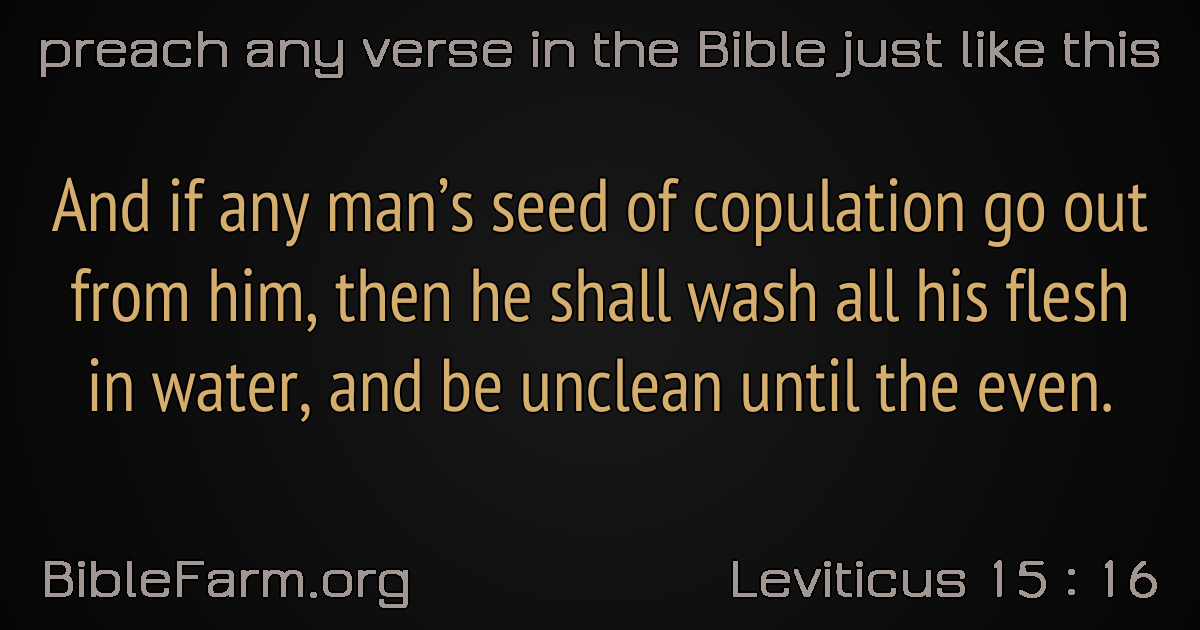 preach any verse in the Bible just like this
And if any man’s seed of copulation go out
from him, then he shall wash all his flesh
in water, and be unclean until the even.
BibleFarm.org
Leviticus 15 : 16